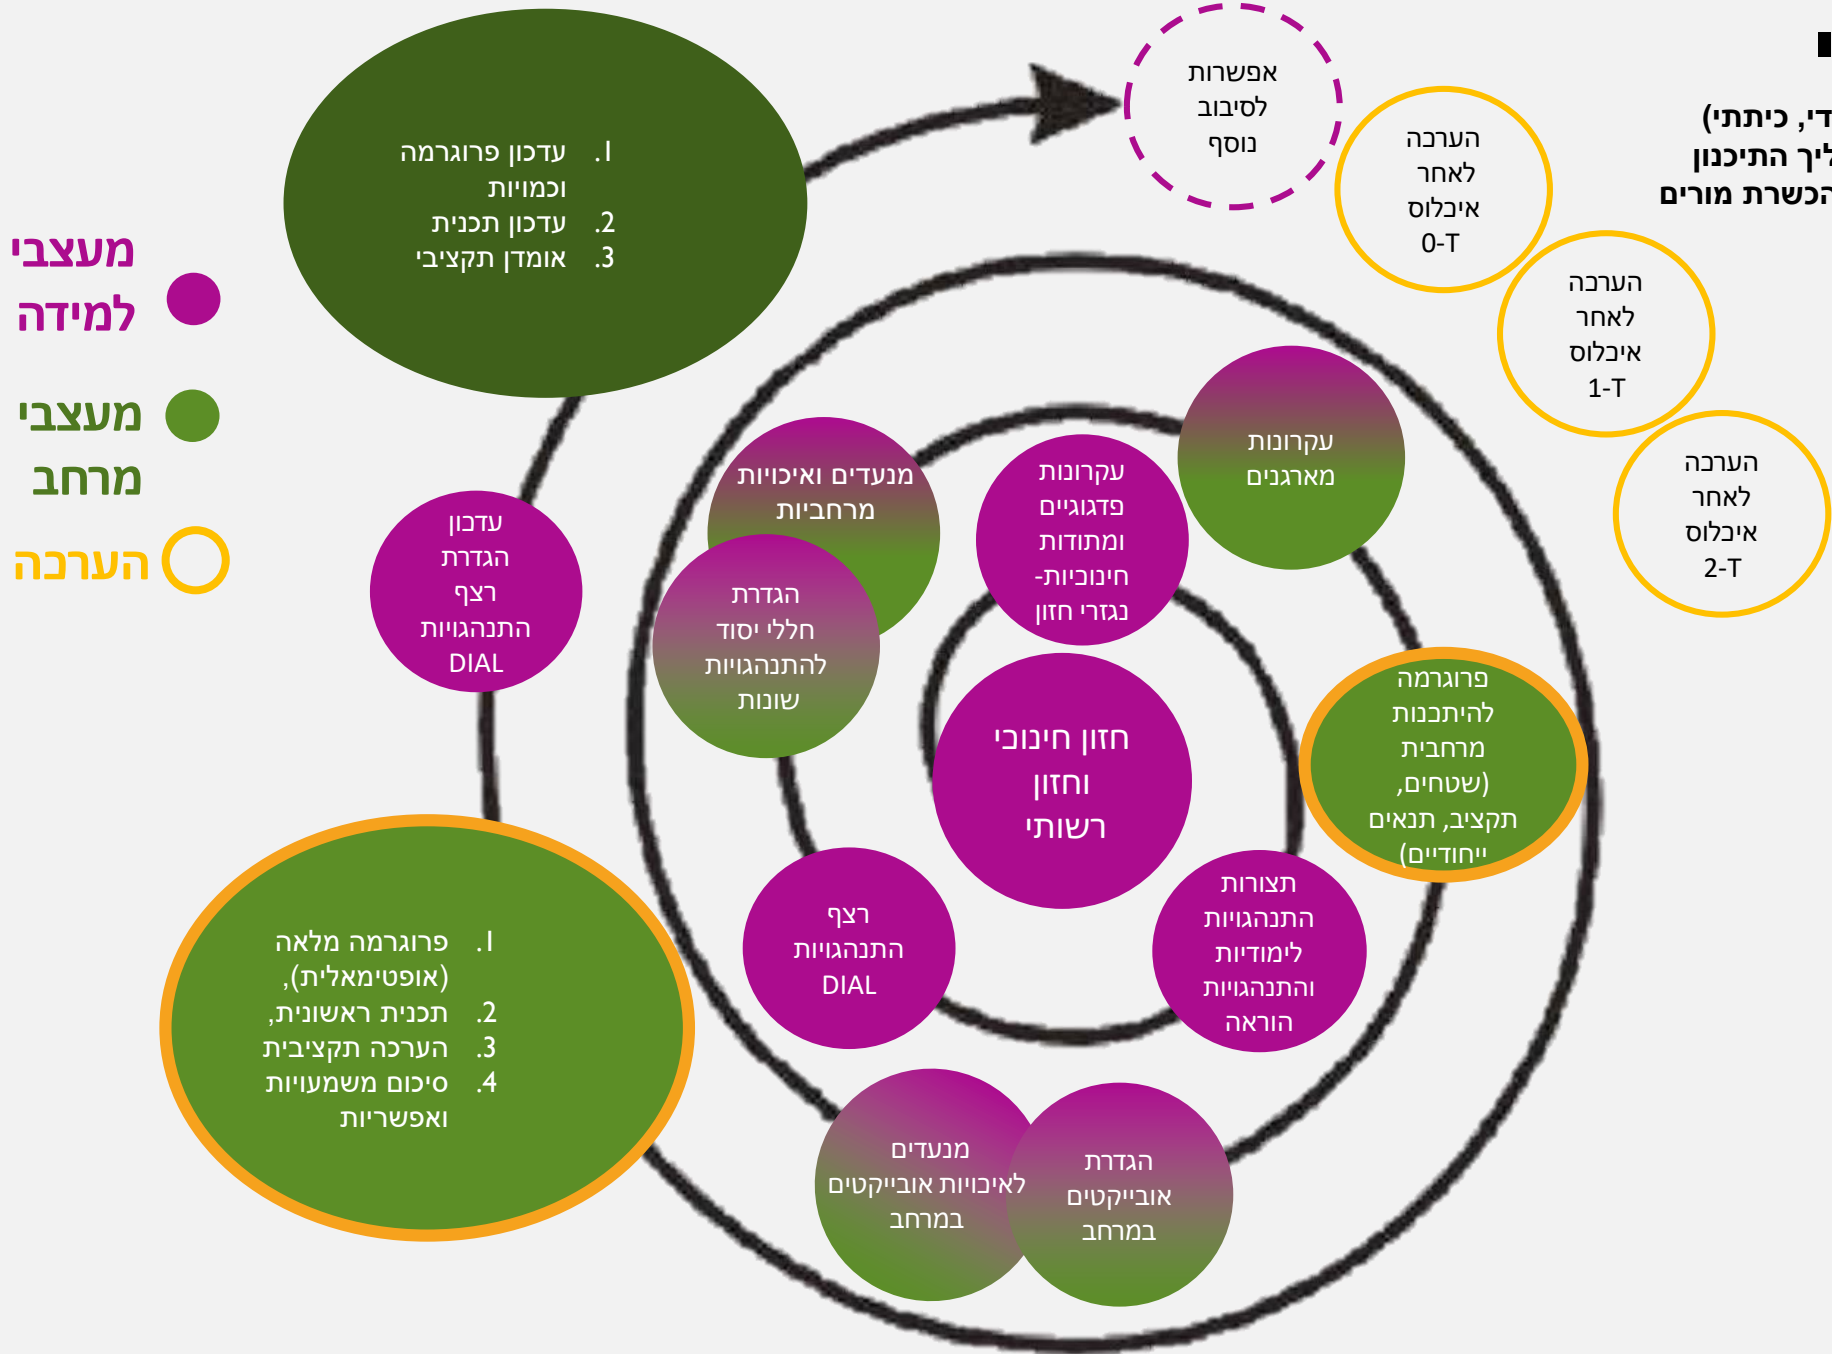 די, כיתתי)
ליך התיכנון
הכשרת מורים
מעצבי
למידה
מעצבי
מרחב
הערכה
1. עדכון פרוגרמה
וכמויות
2. עדכון תכנית
3. אומדן תקציבי
אפשרות
לסיבוב
נוסף
הערכה
לאחר
איכלוס
0-T
הערכה
לאחר
איכלוס
1-T
הערכה
לאחר
איכלוס
2-T
עקרונות
מארגנים
עקרונות
פדגוגיים
ומתודות
חינוכיות-
נגזרי חזון
מנעדים ואיכויות
מרחביות
הגדרת
חללי יסוד
להתנהגויות
שונות
עדכון
הגדרת
רצף
התנהגויות
DIAL
חזון חינוכי
וחזון
רשותי
פרוגרמה
להיתכנות
מרחבית
(שטחים,
תקציב, תנאים
ייחודיים)
תצורות
התנהגויות
לימודיות
והתנהגויות
הוראה
רצף
התנהגויות
DIAL
1. פרוגרמה מלאה
(אופטימאלית),
2. תכנית ראשונית,
3. הערכה תקציבית
4. סיכום משמעויות
ואפשריות
מנעדים
לאיכויות אובייקטים
במרחב
הגדרת
אובייקטים
במרחב